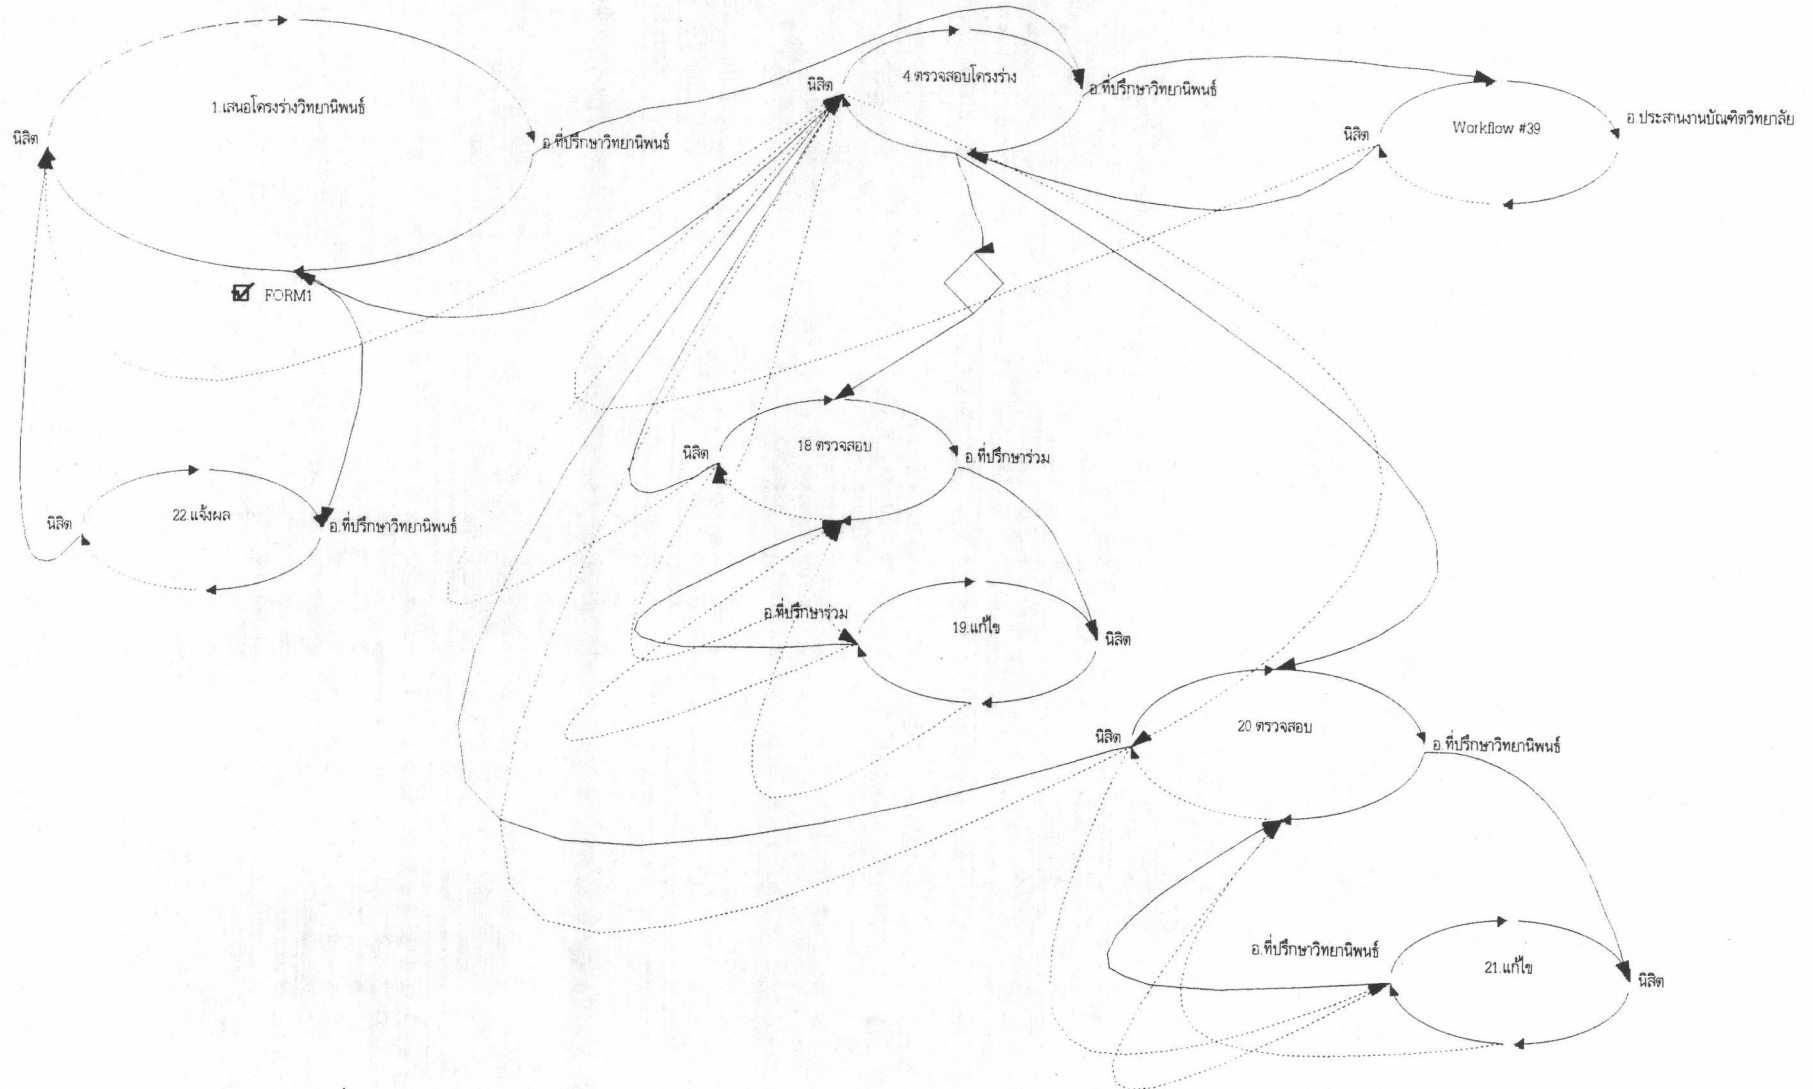 1.เสนอโครงร่างวิทยานิพนธ์
นิสิต
อ.ที่ปรึกษาวิทยานิพนธ์
FORM1
4.ตรวจสอบโครงร่าง
นิสิต
อ.ที่ปรึกษาวิทยานิพนธ์
Workflow #39
นิสิต
อ.ประสานงานบัณฑิตวิทยาลัย
18.ตรวจสอบ
นิสิต
อ.ที่ปรึกษาร่วม
22.แจ้งผล
นิสิต
อ.ที่ปรึกษาวิทยานิพนธ์
อ.ที่ปรึกษาร่วม
19.แก้ไข
นิสิต
20 ตรวจสอบ
นิสิต
อ.ที่ปรึกษาวิทยานิพนธ์
อ.ที่ปรึกษาวิทยานิพนธ์
21.แก้ไข
นิสิต